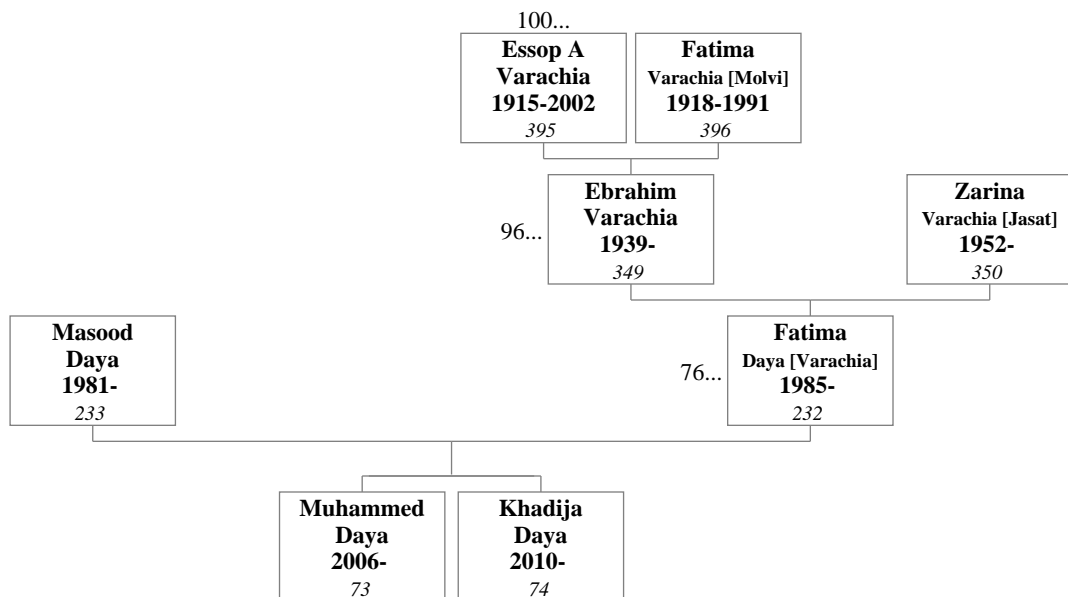 100...
Essop A
Varachia
1915-2002
395
Fatima
Varachia [Molvi]
1918-1991
396
96...
Ebrahim
Varachia
1939-
349
Zarina
Varachia [Jasat]
1952-
350
Masood
Daya
1981-
233
76...
Fatima
Daya [Varachia]
1985-
232
Muhammed
Daya
2006-
73
Khadija
Daya
2010-
74